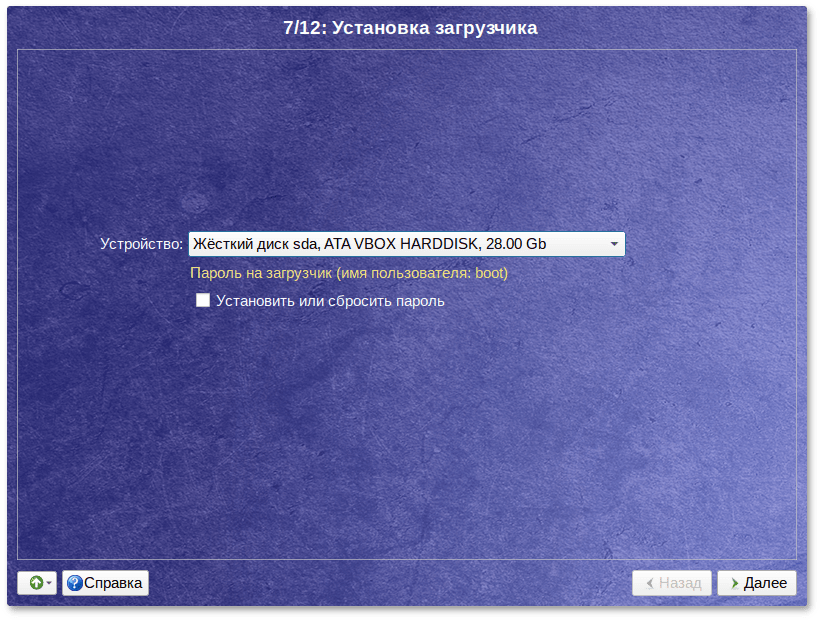 7/12: Установка загрузчика
Устройство: Жёсткий диск sda, ATA VBOX HARDDISK, 28.00 Gb
Пароль на загрузчик (имя пользователя: boot)
Установить или сбросить пароль
Справка Назад Далее